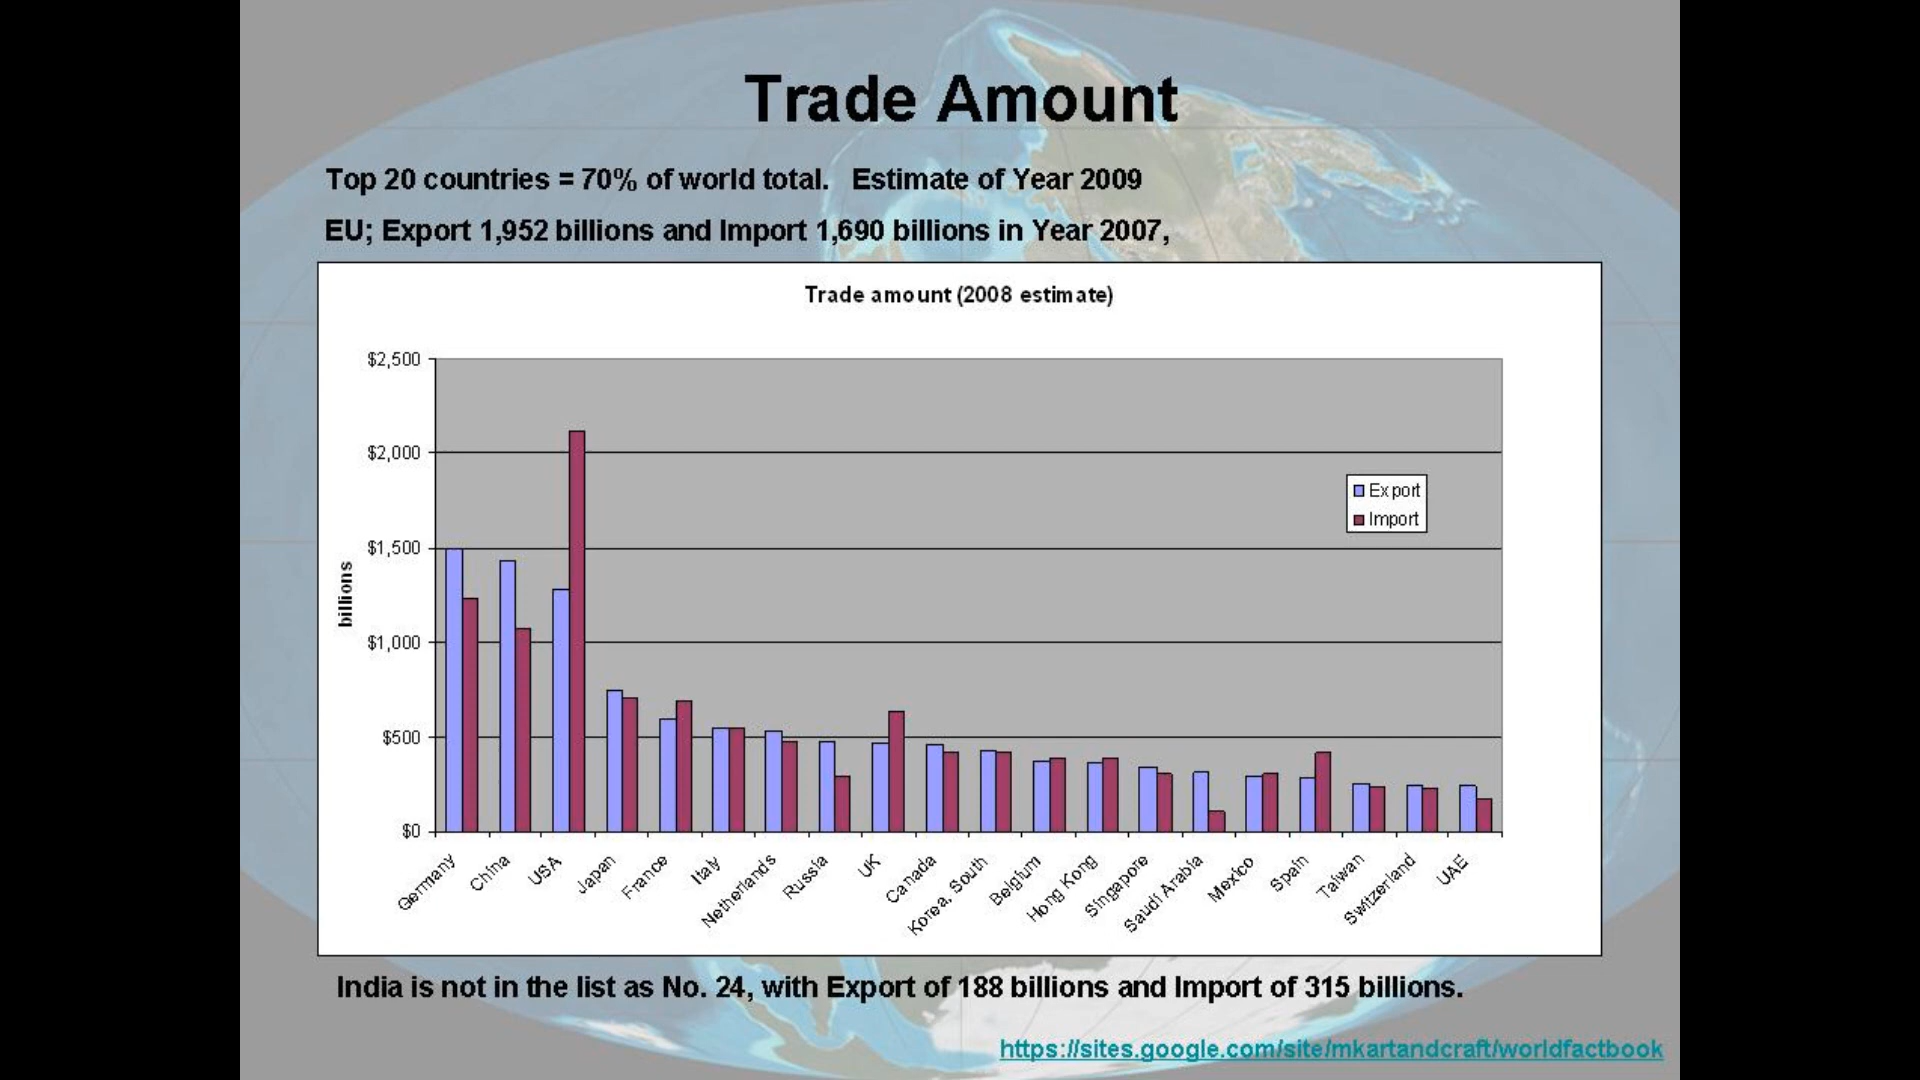 Trade Amount
Top 20 countries = 70% of world total. Estimate of Year 2009
EU; Export 1,952 billions and Import 1,690 billions in Year 2007,
Trade amount (2008 estimate)
$2,500
$2,000
$1,500
$1,000
$500
$0
billions
Export
Import
Germany
China
USA
Japan
France
Italy
Netherlands
Russia
UK
Canada
Korea, South
Belgium
Hong Kong
Singapore
Saudi Arabia
Mexico
Spain
Taiwan
Switzerland
UAE
India is not in the list as No. 24, with Export of 188 billions and Import of 315 billions.
https://sites.google.com/site/mkartandcraft/worldfactbook